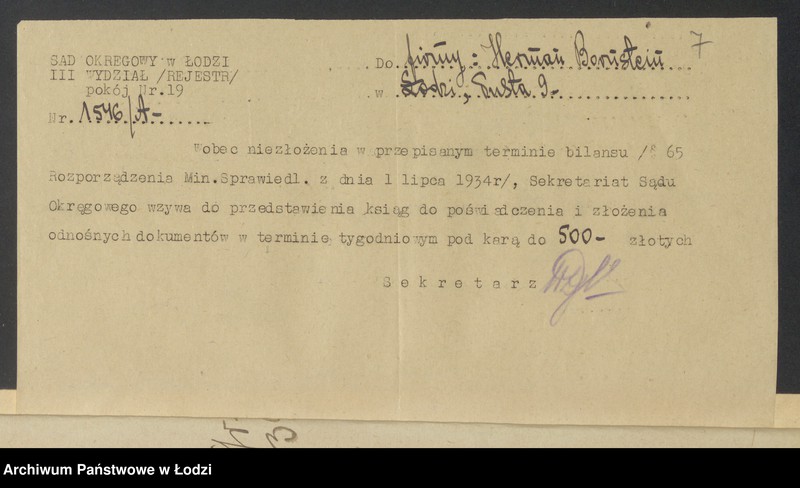 7
SĄD OKRĘGOWY w ŁODZI
III WYDZIAŁ /REJESTR/
pokój Nr.19
Nr. 1546/A-
Do firmy: Herman Bornstein
w Łodzi, Pusta 9-
Wobec niezłożenia w przepisanym terminie bilansu /§ 65
Rozporządzenia Min.Sprawiedl. z dnia 1 lipca 1934r/, Sekretariat Sądu
Okręgowego wzywa do przedstawienia ksiąg do poświadczenia i złożenia
odnośnych dokumentów w terminie tygodniowym pod karą do 500- złotych
Sekretarz
Archiwum Państwowe w Łodzi